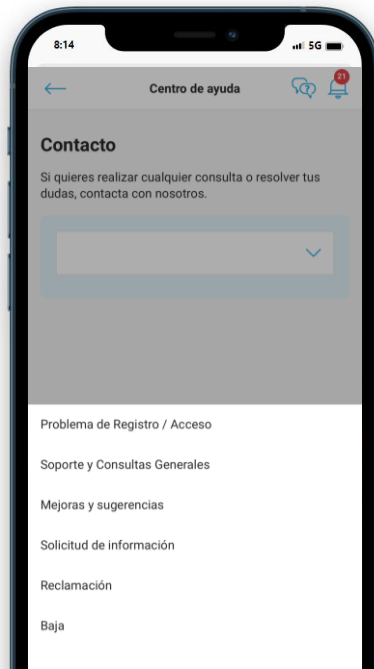 8:14
5G
Centro de ayuda
21
Contacto
Si quieres realizar cualquier consulta o resolver tus
dudas, contacta con nosotros.
Problema de Registro / Acceso
Soporte y Consultas Generales
Mejoras y sugerencias
Solicitud de información
Reclamación
Baja